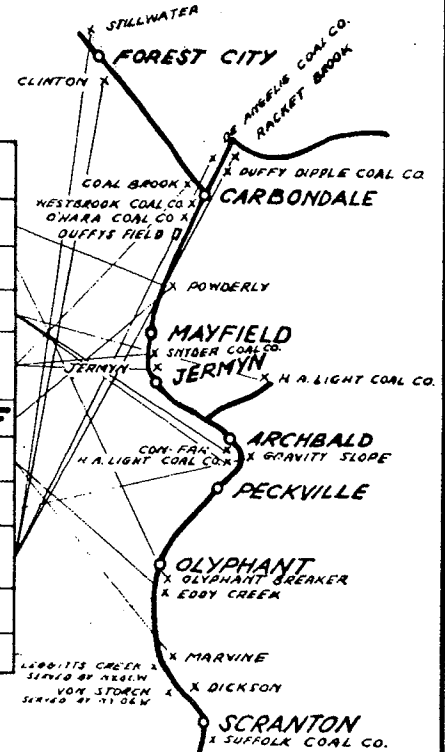 STILLWATER
FOREST CITY
CLINTON
DE ANGELIE COAL CO.
RACKET BROOK
DUFFY DIPPLE COAL CO.
COAL BROOK
CARBONDALE
WESTBROOK COAL CO.
O'HARA COAL CO
DUFFYS FIELD
POWDERLY
MAYFIELD
SNYDER COAL CO.
JERMYN
JERMYN
H A. LIGHT COAL CO.
ARCHBALD
CON-FAR
H A. LIGHT COAL CO.
GRAVITY SLOPE
PECKVILLE
OLYPHANT
OLYPHANT BREAKER
EDDY CREEK
MARVINE
LEGGITTS CREEK
SERVED BY
VON STORCH
SERVED BY
DICKSON
SCRANTON
SUFFOLK COAL CO.